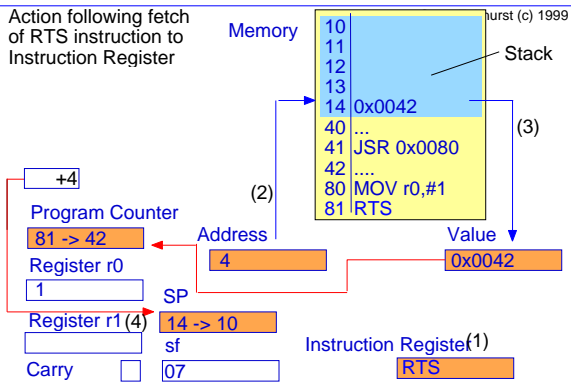 Action following fetch
of RTS instruction to
Instruction Register
Memory
(c) 1999
Stack
10
11
12
13
14 0x0042
40 ...
41 JSR 0x0080
42 ....
80 MOV r0,#1
81 RTS
(2)
(3)
+4
Program Counter
81 -> 42
Address
4
Value
0x0042
Register r0
1
SP
Register r1
(4)
14 -> 10
sf
07
Carry
Instruction Register
(1)
RTS